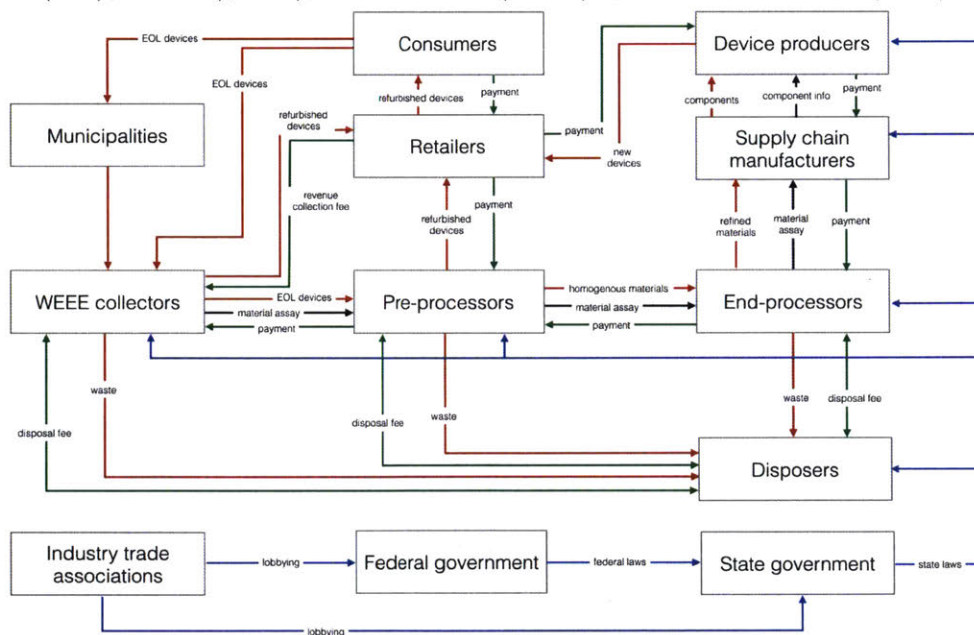 EOL devices
Consumers
Device producers
EOL devices
refurbished devices
payment
components
component info
payment
Municipalities
refurbished
devices
Retailers
payment
new
devices
Supply chain
manufacturers
revenue
collection fee
refurbished
devices
payment
refined
materials
material
assay
payment
WEEE collectors
EOL devices
material assay
payment
Pre-processors
homogenous materials
material assay
payment
End-processors
waste
waste
waste
disposal fee
disposal fee
disposal fee
Disposers
Industry trade
associations
lobbying
Federal government
federal laws
State government
state laws
lobbying